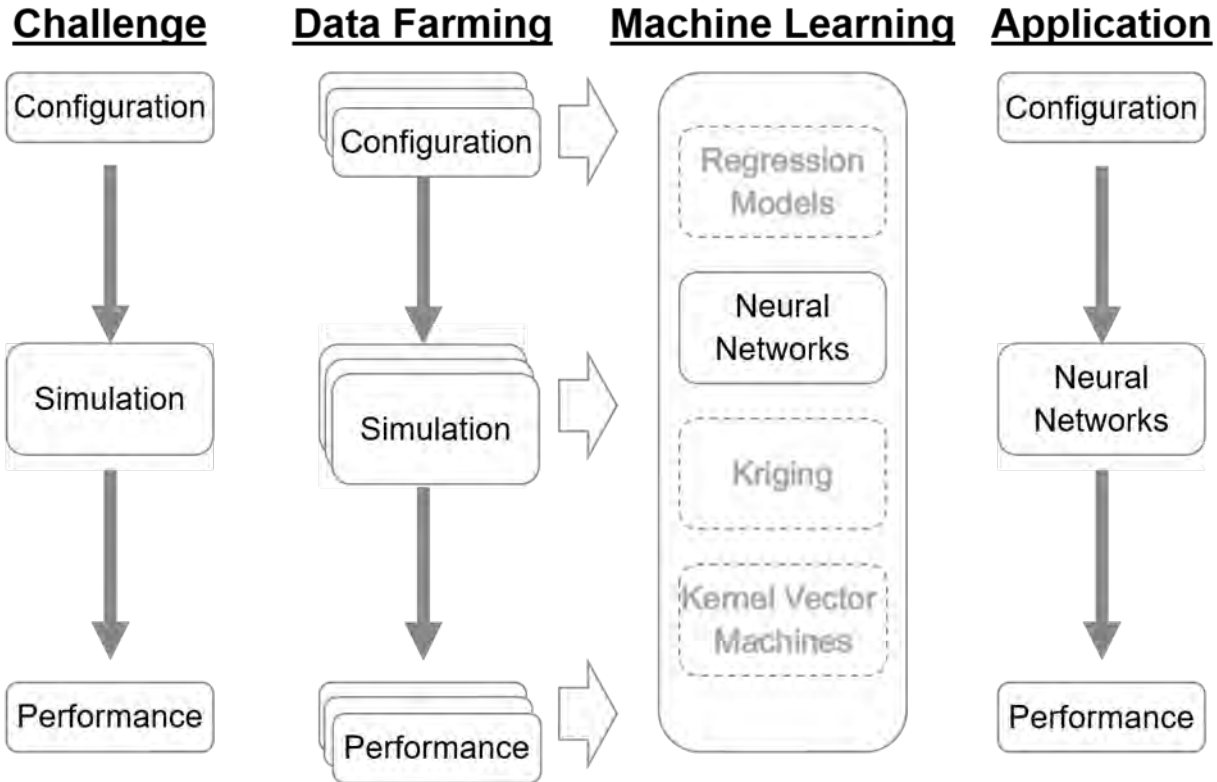 Challenge
Configuration
Simulation
Performance
Data Farming
Configuration
Simulation
Performance
Machine Learning
Regression
Models
Neural
Networks
Kriging
Kernel Vector
Machines
Application
Configuration
Neural
Networks
Performance